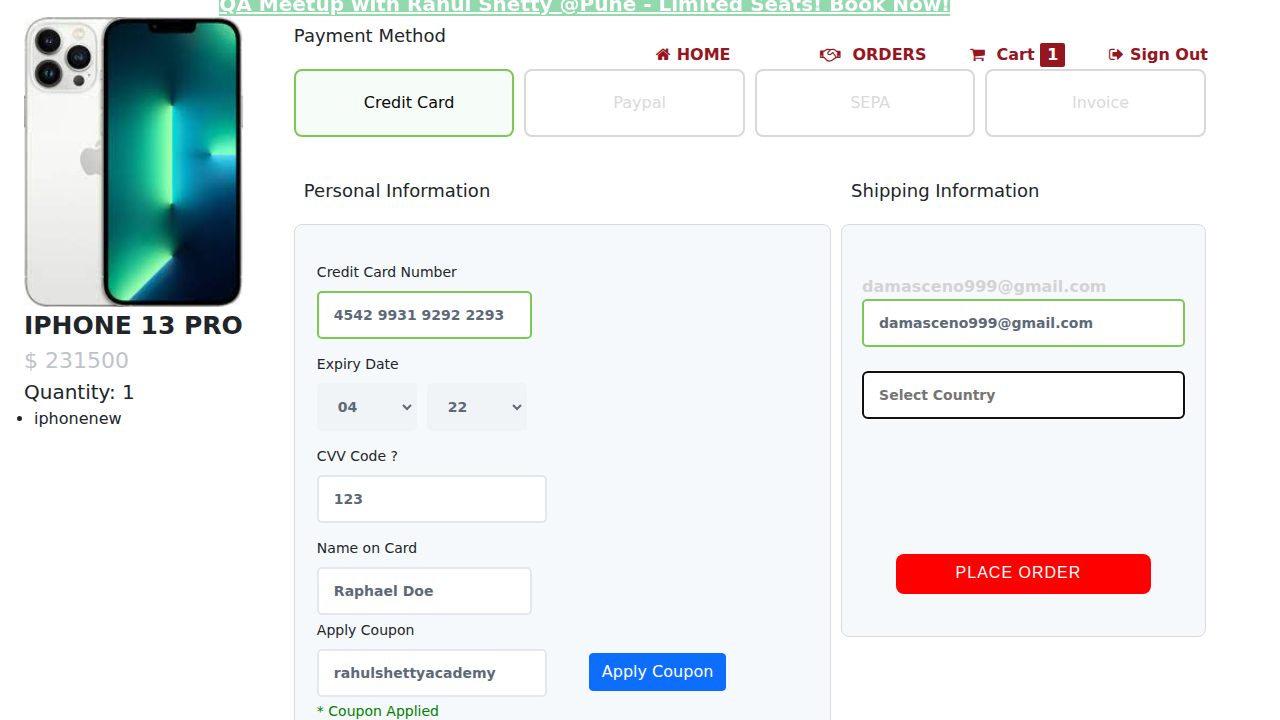 QA Meetup with Rahul Shetty @Pune - Limited Seats! Book Now!
Payment Method
HOME
ORDERS
Cart 1
Sign Out
Credit Card
Paypal
SEPA
Invoice
IPHONE 13 PRO
$ 231500
Quantity: 1
iphonenew
Personal Information
Credit Card Number
4542 9931 9292 2293
Expiry Date
04 22
CVV Code ?
123
Name on Card
Raphael Doe
Apply Coupon
rahulshettyacademy
Apply Coupon
* Coupon Applied
Shipping Information
damasceno999@gmail.com
damasceno999@gmail.com
Select Country
PLACE ORDER